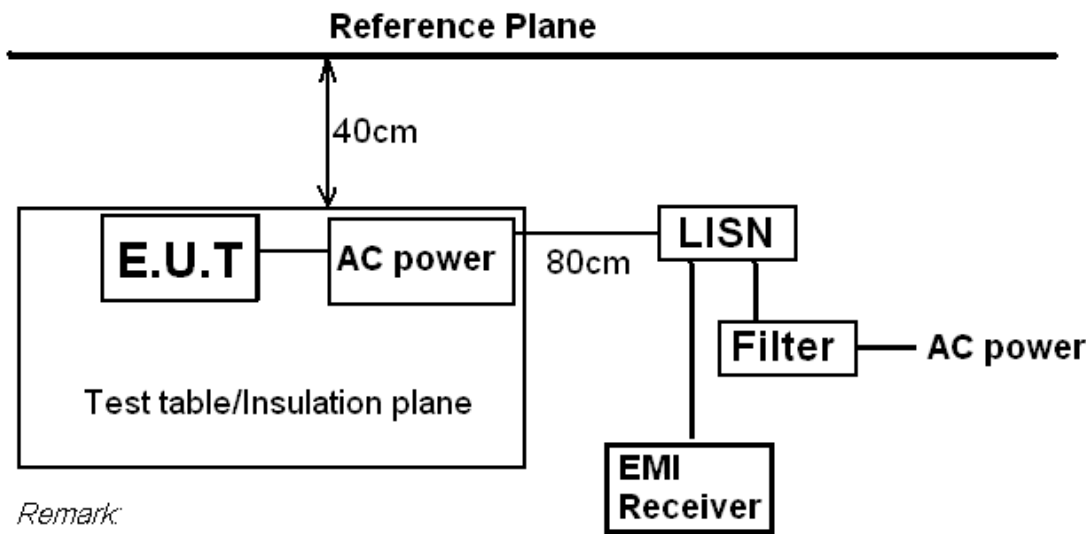 Reference Plane
40cm
E.U.T
AC power
80cm
LISN
Filter
AC power
Test table/Insulation plane
EMI
Receiver
Remark: